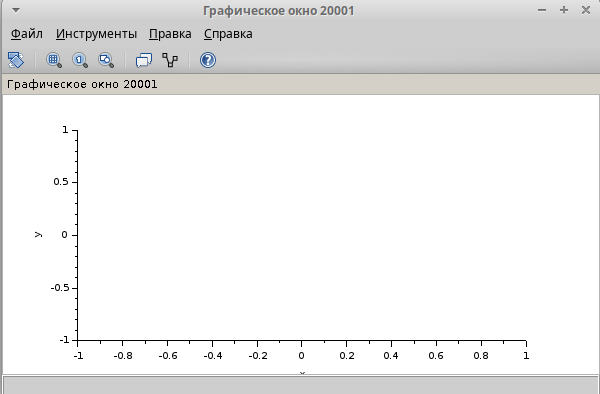 Графическое окно 20001
Файл Инструменты Правка Справка
Графическое окно 20001
1
0.5
y
0
-0.5
-1
-1 -0.8 -0.6 -0.4 -0.2 0 0.2 0.4 0.6 0.8 1